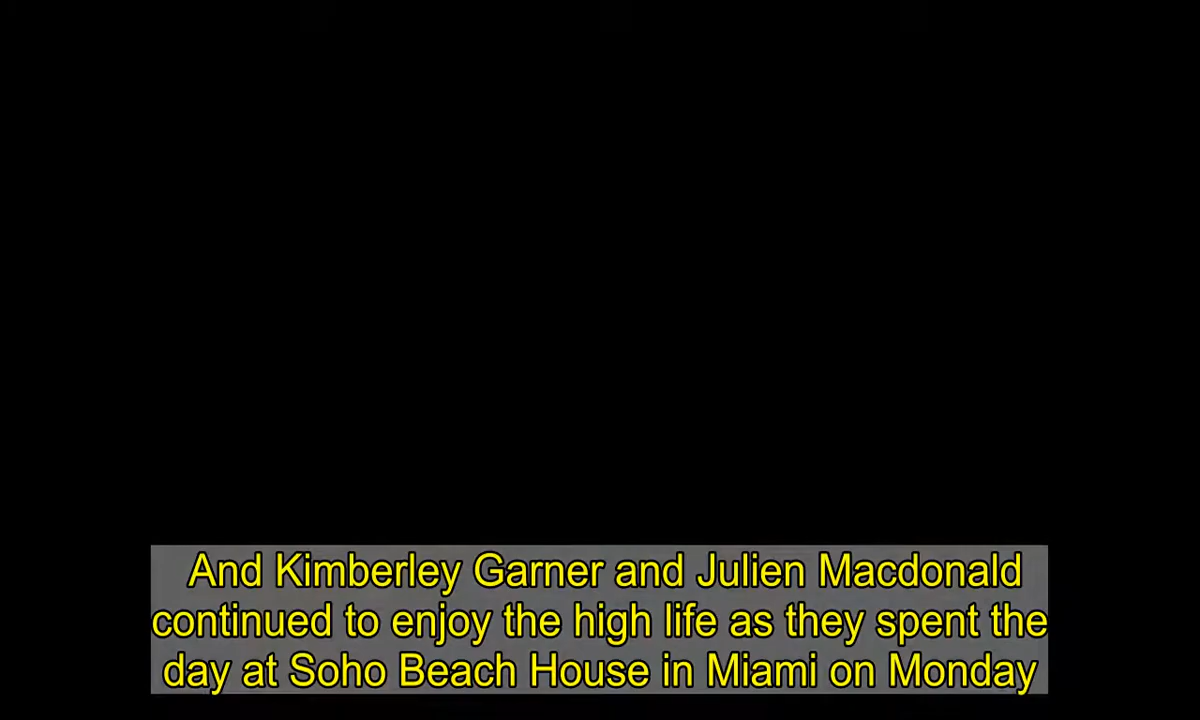 And Kimberley Garner and Julien Macdonald
continued to enjoy the high life as they spent the
day at Soho Beach House in Miami on Monday